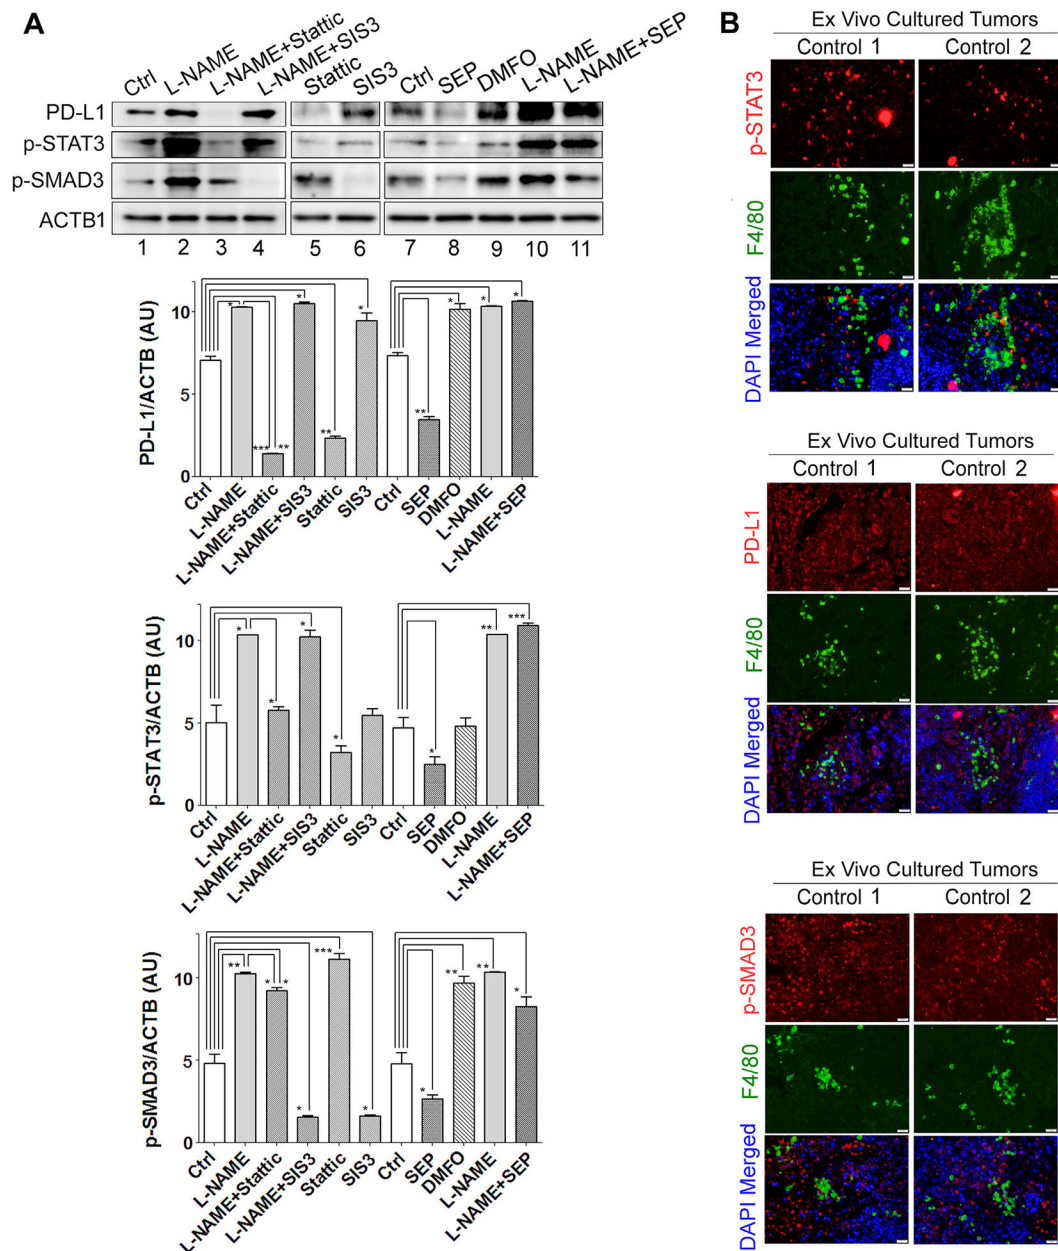 A
Ctrl L-NAME L-NAME+Stattic L-NAME+SIS3 Stattic SIS3 Ctrl SEP DMFO L-NAME L-NAME+SEP
PD-L1
p-STAT3
p-SMAD3
ACTB1
1 2 3 4 5 6 7 8 9 10 11
PD-L1/ACTB (AU)
10
5
0
* *** ** * ** * ** * * *
Ctrl L-NAME L-NAME+Stattic L-NAME+SIS3 Stattic SIS3 Ctrl SEP DMFO L-NAME L-NAME+SEP
p-STAT3/ACTB (AU)
10
5
0
* * * * * ** ***
Ctrl L-NAME L-NAME+Stattic L-NAME+SIS3 Stattic SIS3 Ctrl SEP DMFO L-NAME L-NAME+SEP
p-SMAD3/ACTB (AU)
10
5
0
** * * * *** * * ** ** *
Ctrl L-NAME L-NAME+Stattic L-NAME+SIS3 Stattic SIS3 Ctrl SEP DMFO L-NAME L-NAME+SEP
B
Ex Vivo Cultured Tumors
Control 1 Control 2
p-STAT3
F4/80
DAPI Merged
Ex Vivo Cultured Tumors
Control 1 Control 2
PD-L1
F4/80
DAPI Merged
Ex Vivo Cultured Tumors
Control 1 Control 2
p-SMAD3
F4/80
DAPI Merged